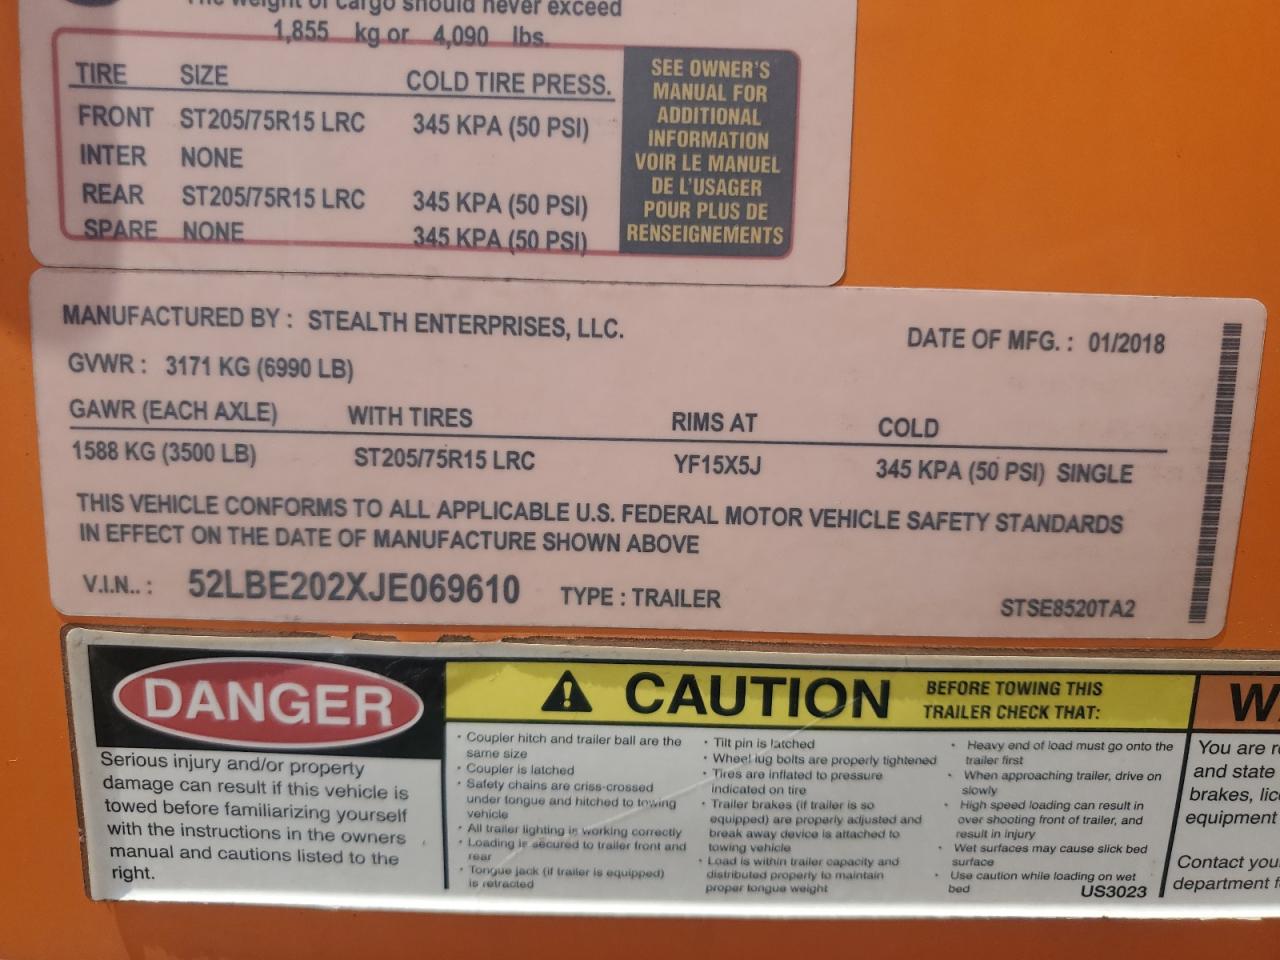 The weight of cargo should never exceed
1,855 kg or 4,090 lbs.
TIRE SIZE COLD TIRE PRESS.
FRONT ST205/75R15 LRC 345 KPA (50 PSI)
INTER NONE
REAR ST205/75R15 LRC 345 KPA (50 PSI)
SPARE NONE 345 KPA (50 PSI)
SEE OWNER'S
MANUAL FOR
ADDITIONAL
INFORMATION
VOIR LE MANUEL
DE L'USAGER
POUR PLUS DE
RENSEIGNEMENTS
MANUFACTURED BY : STEALTH ENTERPRISES, LLC. DATE OF MFG. : 01/2018
GVWR : 3171 KG (6990 LB)
GAWR (EACH AXLE) WITH TIRES RIMS AT COLD
1588 KG (3500 LB) ST205/75R15 LRC YF15X5J 345 KPA (50 PSI) SINGLE
THIS VEHICLE CONFORMS TO ALL APPLICABLE U.S. FEDERAL MOTOR VEHICLE SAFETY STANDARDS
IN EFFECT ON THE DATE OF MANUFACTURE SHOWN ABOVE
V.I.N.. : 52LBE202XJE069610 TYPE : TRAILER STSE8520TA2
DANGER
Serious injury and/or property
damage can result if this vehicle is
towed before familiarizing yourself
with the instructions in the owners
manual and cautions listed to the
right.
CAUTION BEFORE TOWING THIS
TRAILER CHECK THAT:
• Coupler hitch and trailer ball are the
same size
• Coupler is latched
• Safety chains are criss-crossed
under tongue and hitched to towing
vehicle
• All trailer lighting is working correctly
• Loading is secured to trailer front and
rear
• Tongue jack (if trailer is equipped)
is retracted
• Tilt pin is latched
• Wheel lug bolts are properly tightened
• Tires are inflated to pressure
indicated on tire
• Trailer brakes (if trailer is so
equipped) are properly adjusted and
break away device is attached to
towing vehicle
• Load is within trailer capacity and
distributed properly to maintain
proper tongue weight
• Heavy end of load must go onto the
trailer first
• When approaching trailer, drive on
slowly
• High speed loading can result in
over shooting front of trailer, and
result in injury
• Wet surfaces may cause slick bed
surface
• Use caution while loading on wet
bed
US3023
You are
and state
brakes,
equipment
Contact
department